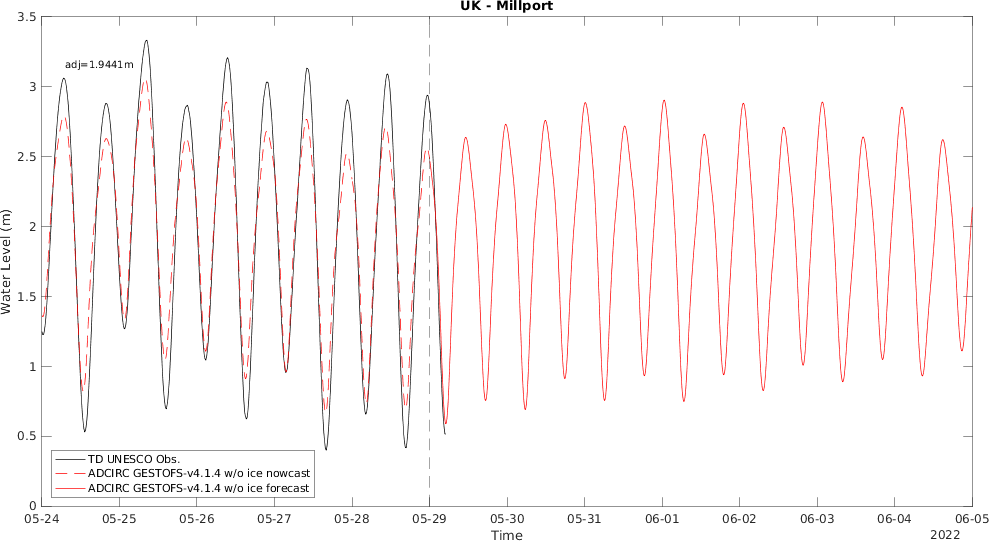 UK - Millport
adj=1.9441m
Water Level (m)
3.5
3
2.5
2
1.5
1
0.5
0
TD UNESCO Obs.
ADCIRC GESTOFS-v4.1.4 w/o ice nowcast
ADCIRC GESTOFS-v4.1.4 w/o ice forecast
05-24 05-25 05-26 05-27 05-28 05-29 05-30 05-31 06-01 06-02 06-03 06-04 06-05
Time
2022